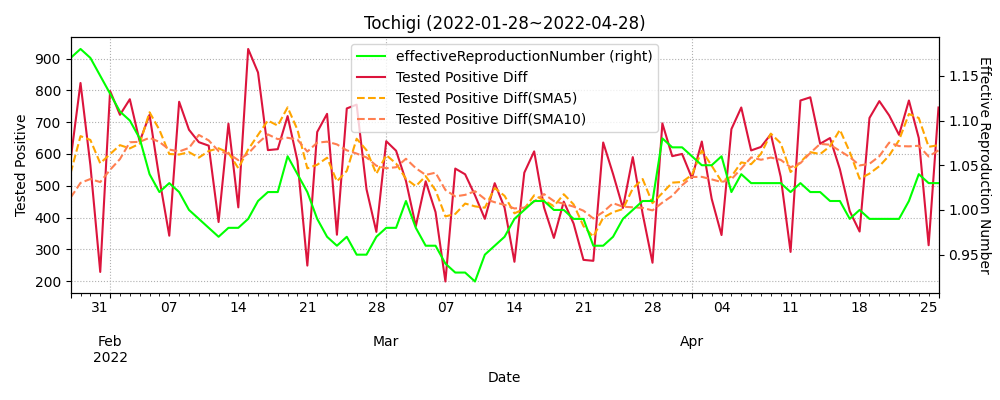 Tochigi (2022-01-28~2022-04-28)
effectiveReproductionNumber (right)
Tested Positive Diff
Tested Positive Diff(SMA5)
Tested Positive Diff(SMA10)
Tested Positive
900
800
700
600
500
400
300
200
1.15
1.10
1.05
1.00
0.95
Effective Reproduction Number
31 07 14 21 28 07 14 21 28 04 11 18 25
Feb Mar Apr
2022
Date